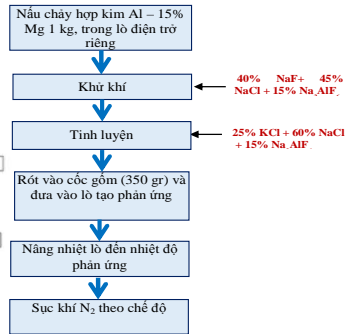 Nấu chảy hợp kim Al – 15%
Mg 1 kg, trong lò điện trở
riêng
Khử khí
40% NaF+ 45%
NaCl + 15% Na3AlF6
Tinh luyện
25% KCl + 60% NaCl
+ 15% Na3AlF6
Rót vào cốc gốm (350 gr) và
đưa vào lò tạo phản ứng
Nâng nhiệt lò đến nhiệt độ
phản ứng
Sục khí N₂ theo chế độ